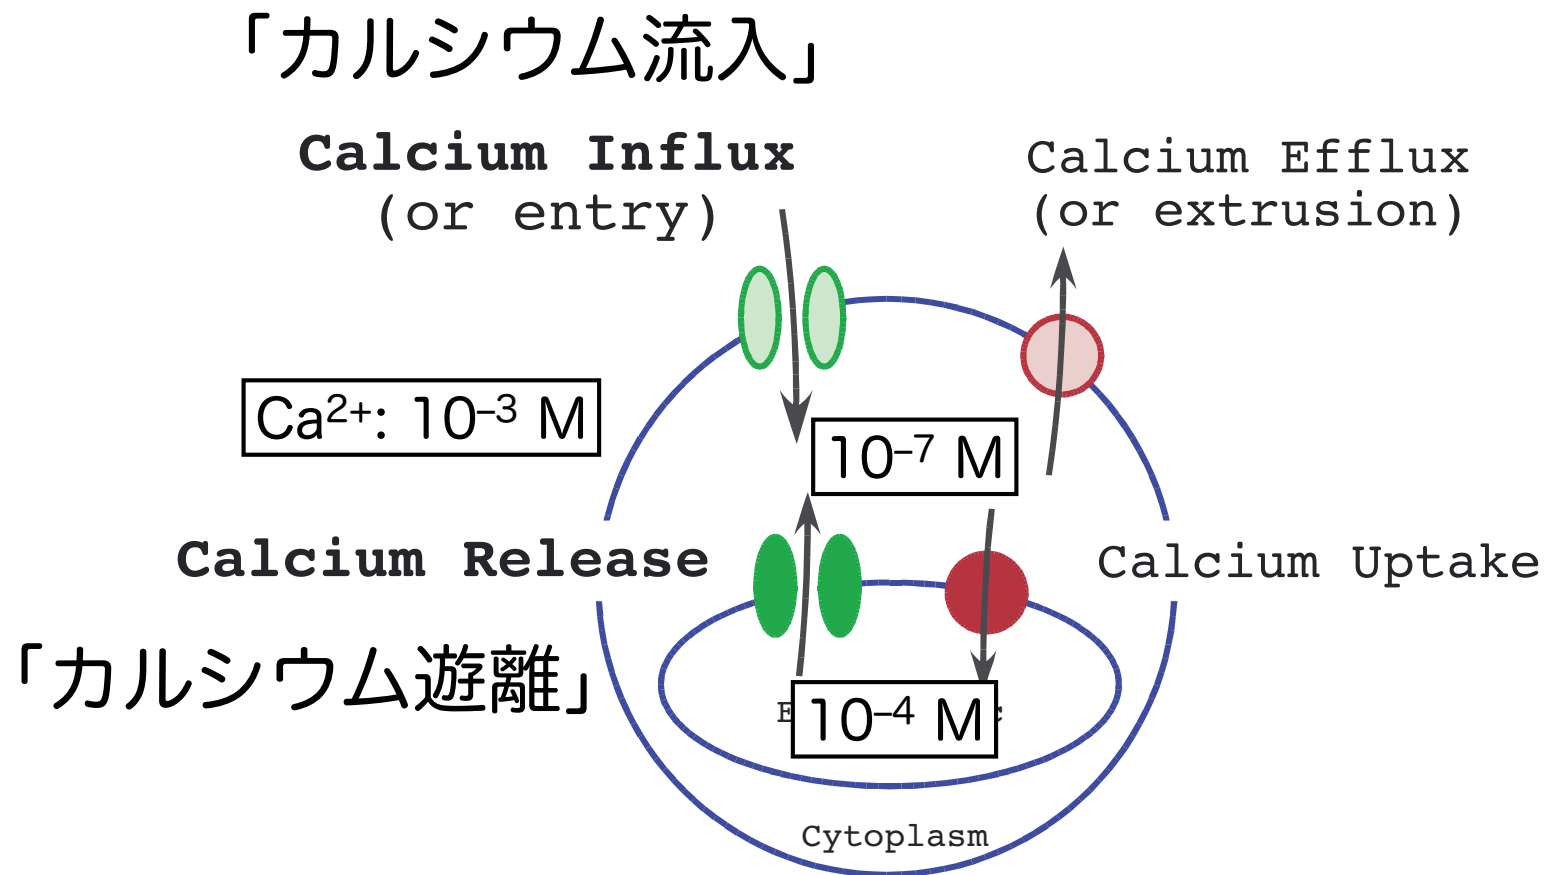 「カルシウム流入」
Calcium Influx
(or entry)
Calcium Efflux
(or extrusion)
Ca²⁺: 10⁻³ M
10⁻⁷ M
Calcium Release
Calcium Uptake
「カルシウム遊離」
10⁻⁴ M
Cytoplasm